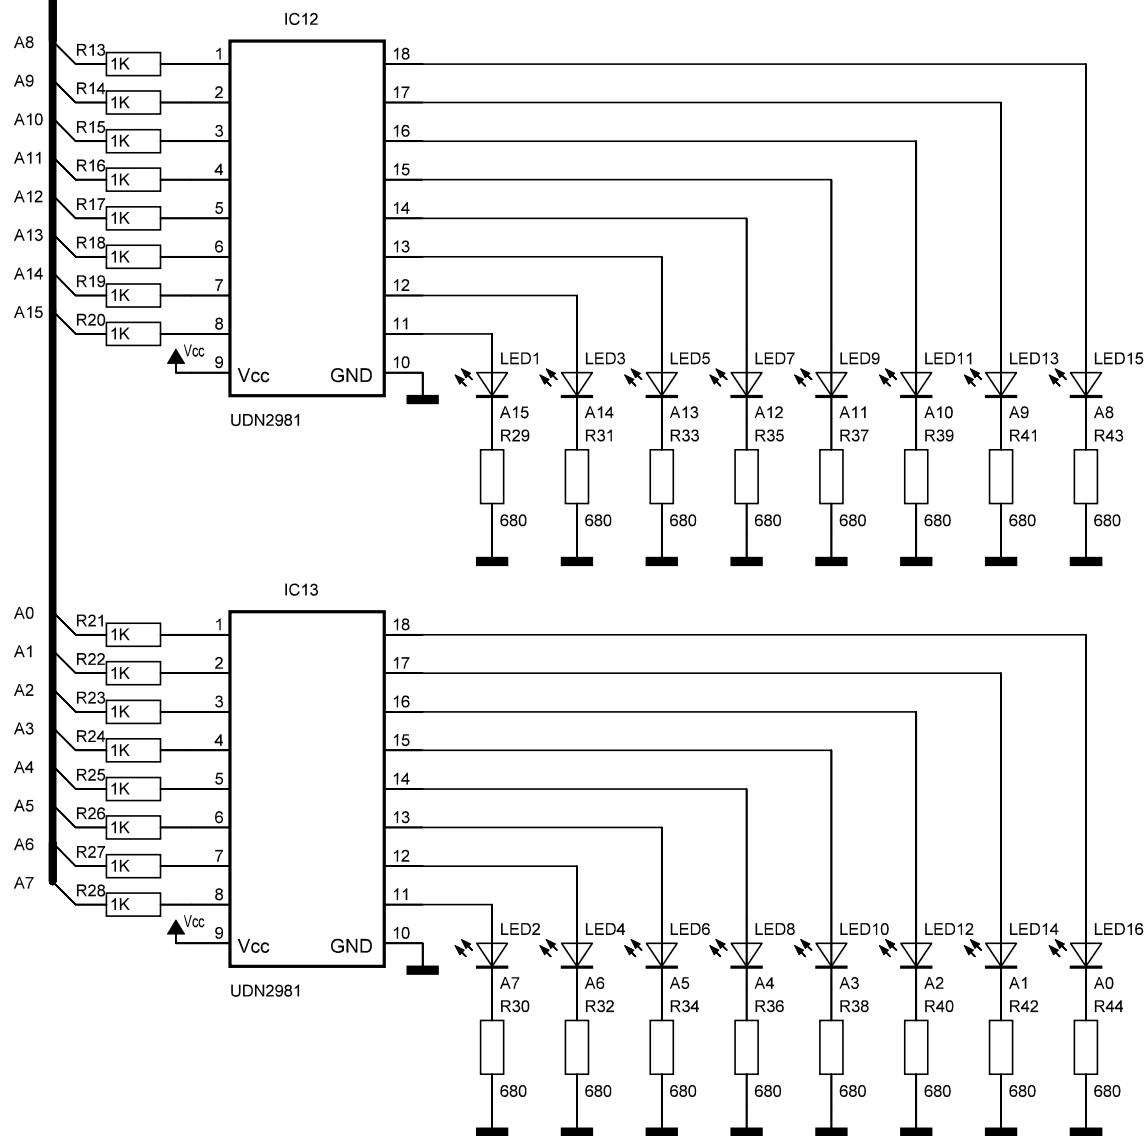 IC12
A8 R13 1K 1 18
A9 R14 1K 2 17
A10 R15 1K 3 16
A11 R16 1K 4 15
A12 R17 1K 5 14
A13 R18 1K 6 13
A14 R19 1K 7 12
A15 R20 1K 8 11
Vcc 9 Vcc GND 10
UDN2981
LED1 LED3 LED5 LED7 LED9 LED11 LED13 LED15
A15 A14 A13 A12 A11 A10 A9 A8
R29 R31 R33 R35 R37 R39 R41 R43
680 680 680 680 680 680 680 680
IC13
A0 R21 1K 1 18
A1 R22 1K 2 17
A2 R23 1K 3 16
A3 R24 1K 4 15
A4 R25 1K 5 14
A5 R26 1K 6 13
A6 R27 1K 7 12
A7 R28 1K 8 11
Vcc 9 Vcc GND 10
UDN2981
LED2 LED4 LED6 LED8 LED10 LED12 LED14 LED16
A7 A6 A5 A4 A3 A2 A1 A0
R30 R32 R34 R36 R38 R40 R42 R44
680 680 680 680 680 680 680 680